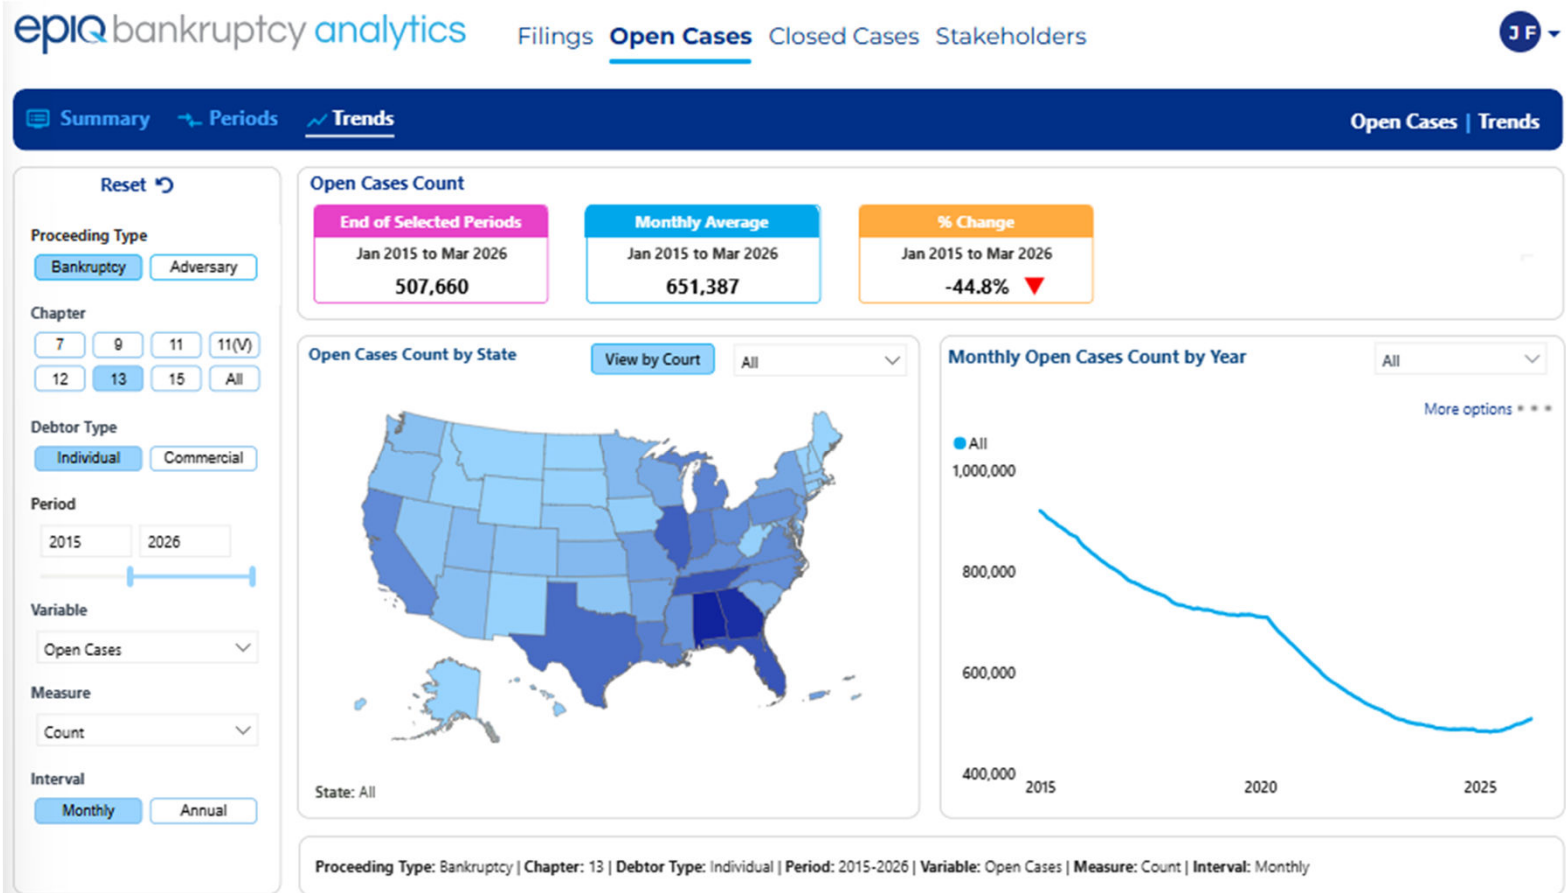 epiq bankruptcy analytics
Filings Open Cases Closed Cases Stakeholders
J F
Summary Periods Trends
Open Cases | Trends
Reset
Proceeding Type
Bankruptcy Adversary
Chapter
7 9 11 11(V)
12 13 15 All
Debtor Type
Individual Commercial
Period
2015 2026
Variable
Open Cases
Measure
Count
Interval
Monthly Annual
Open Cases Count
End of Selected Periods
Jan 2015 to Mar 2026
507,660
Monthly Average
Jan 2015 to Mar 2026
651,387
% Change
Jan 2015 to Mar 2026
-44.8%
Open Cases Count by State
View by Court
All
State: All
Monthly Open Cases Count by Year
All
More options
All
1,000,000
800,000
600,000
400,000
2015 2020 2025
Proceeding Type: Bankruptcy | Chapter: 13 | Debtor Type: Individual | Period: 2015-2026 | Variable: Open Cases | Measure: Count | Interval: Monthly